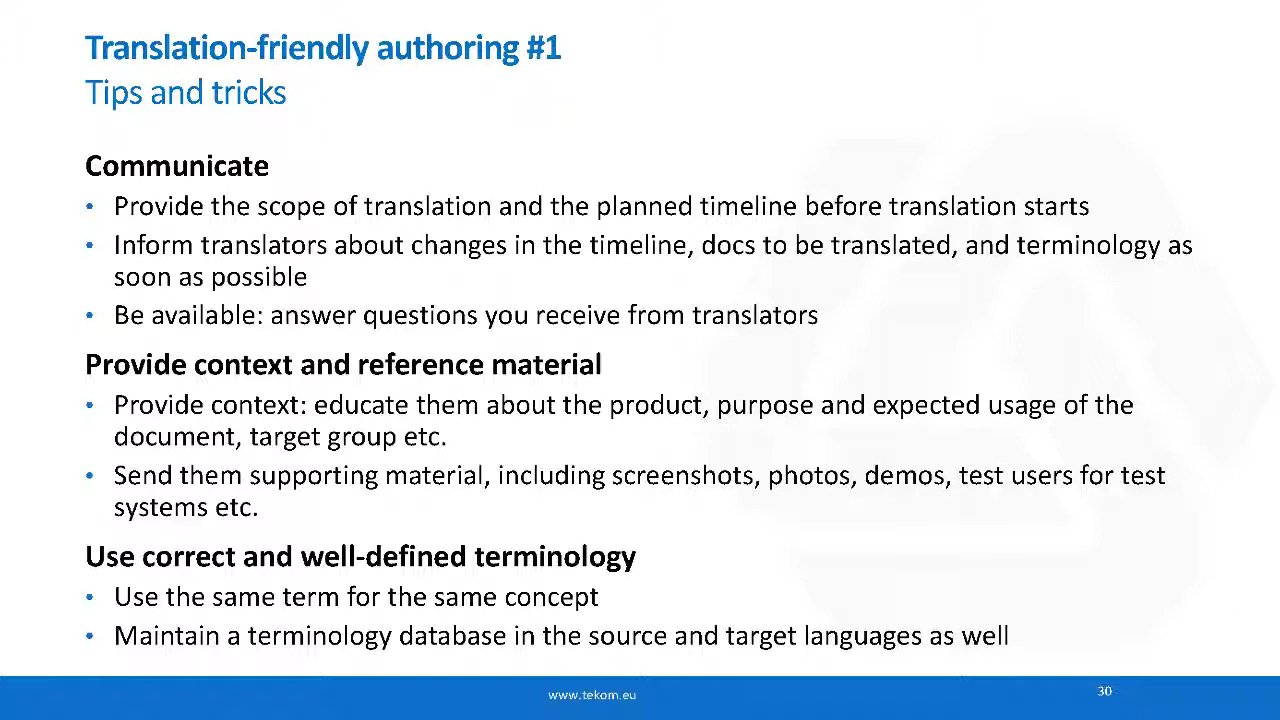 Translation-friendly authoring #1
Tips and tricks
Communicate
• Provide the scope of translation and the planned timeline before translation starts
• Inform translators about changes in the timeline, docs to be translated, and terminology as
soon as possible
• Be available: answer questions you receive from translators
Provide context and reference material
• Provide context: educate them about the product, purpose and expected usage of the
document, target group etc.
• Send them supporting material, including screenshots, photos, demos, test users for test
systems etc.
Use correct and well-defined terminology
• Use the same term for the same concept
• Maintain a terminology database in the source and target languages as well
www.tekom.eu
30